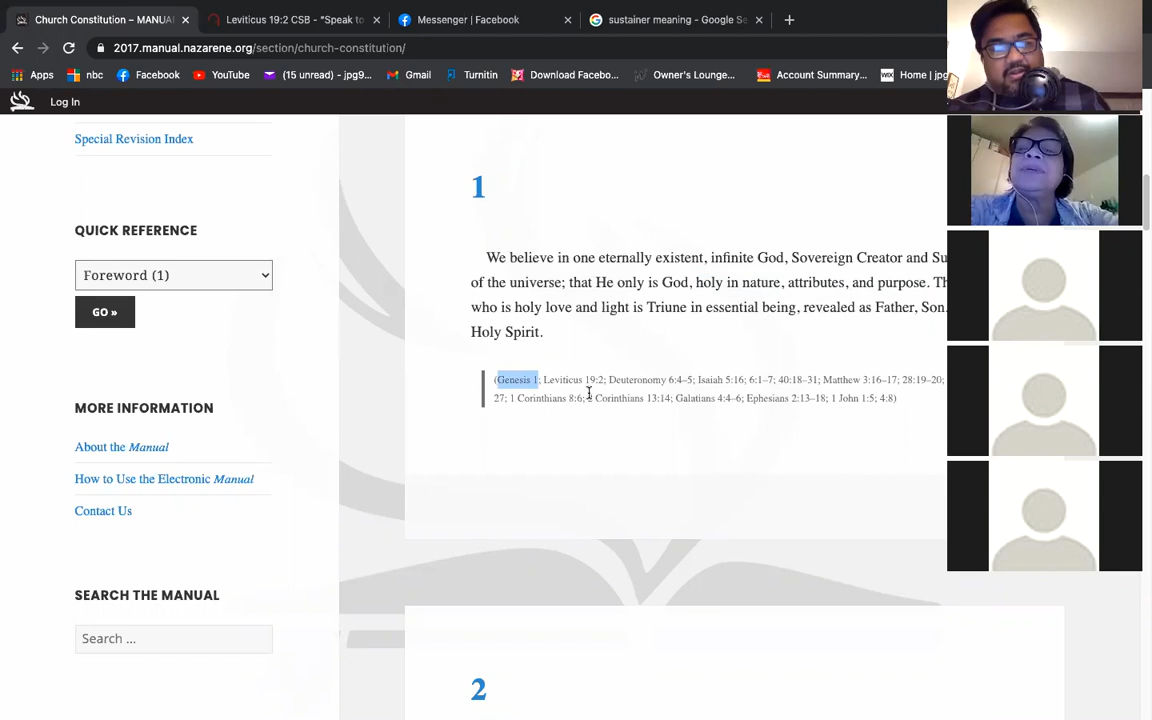 Church Constitution – MANUA
Leviticus 19:2 CSB - "Speak to
Messenger | Facebook
sustainer meaning - Google Se
2017.manual.nazarene.org/section/church-constitution/
Apps
nbc
Facebook
YouTube
(15 unread) - jpg9...
Gmail
Turnitin
Download Facebo...
Owner's Lounge...
Account Summary...
WIX
Home | jpg
Log In
Special Revision Index
QUICK REFERENCE
Foreword (1)
GO »
MORE INFORMATION
About the Manual
How to Use the Electronic Manual
Contact Us
SEARCH THE MANUAL
Search ...
1
We believe in one eternally existent, infinite God, Sovereign Creator and Su
of the universe; that He only is God, holy in nature, attributes, and purpose. Th
who is holy love and light is Triune in essential being, revealed as Father, Son,
Holy Spirit.
(Genesis 1; Leviticus 19:2; Deuteronomy 6:4–5; Isaiah 5:16; 6:1–7; 40:18–31; Matthew 3:16–17; 28:19–20;
27; 1 Corinthians 8:6; 2 Corinthians 13:14; Galatians 4:4–6; Ephesians 2:13–18; 1 John 1:5; 4:8)
2